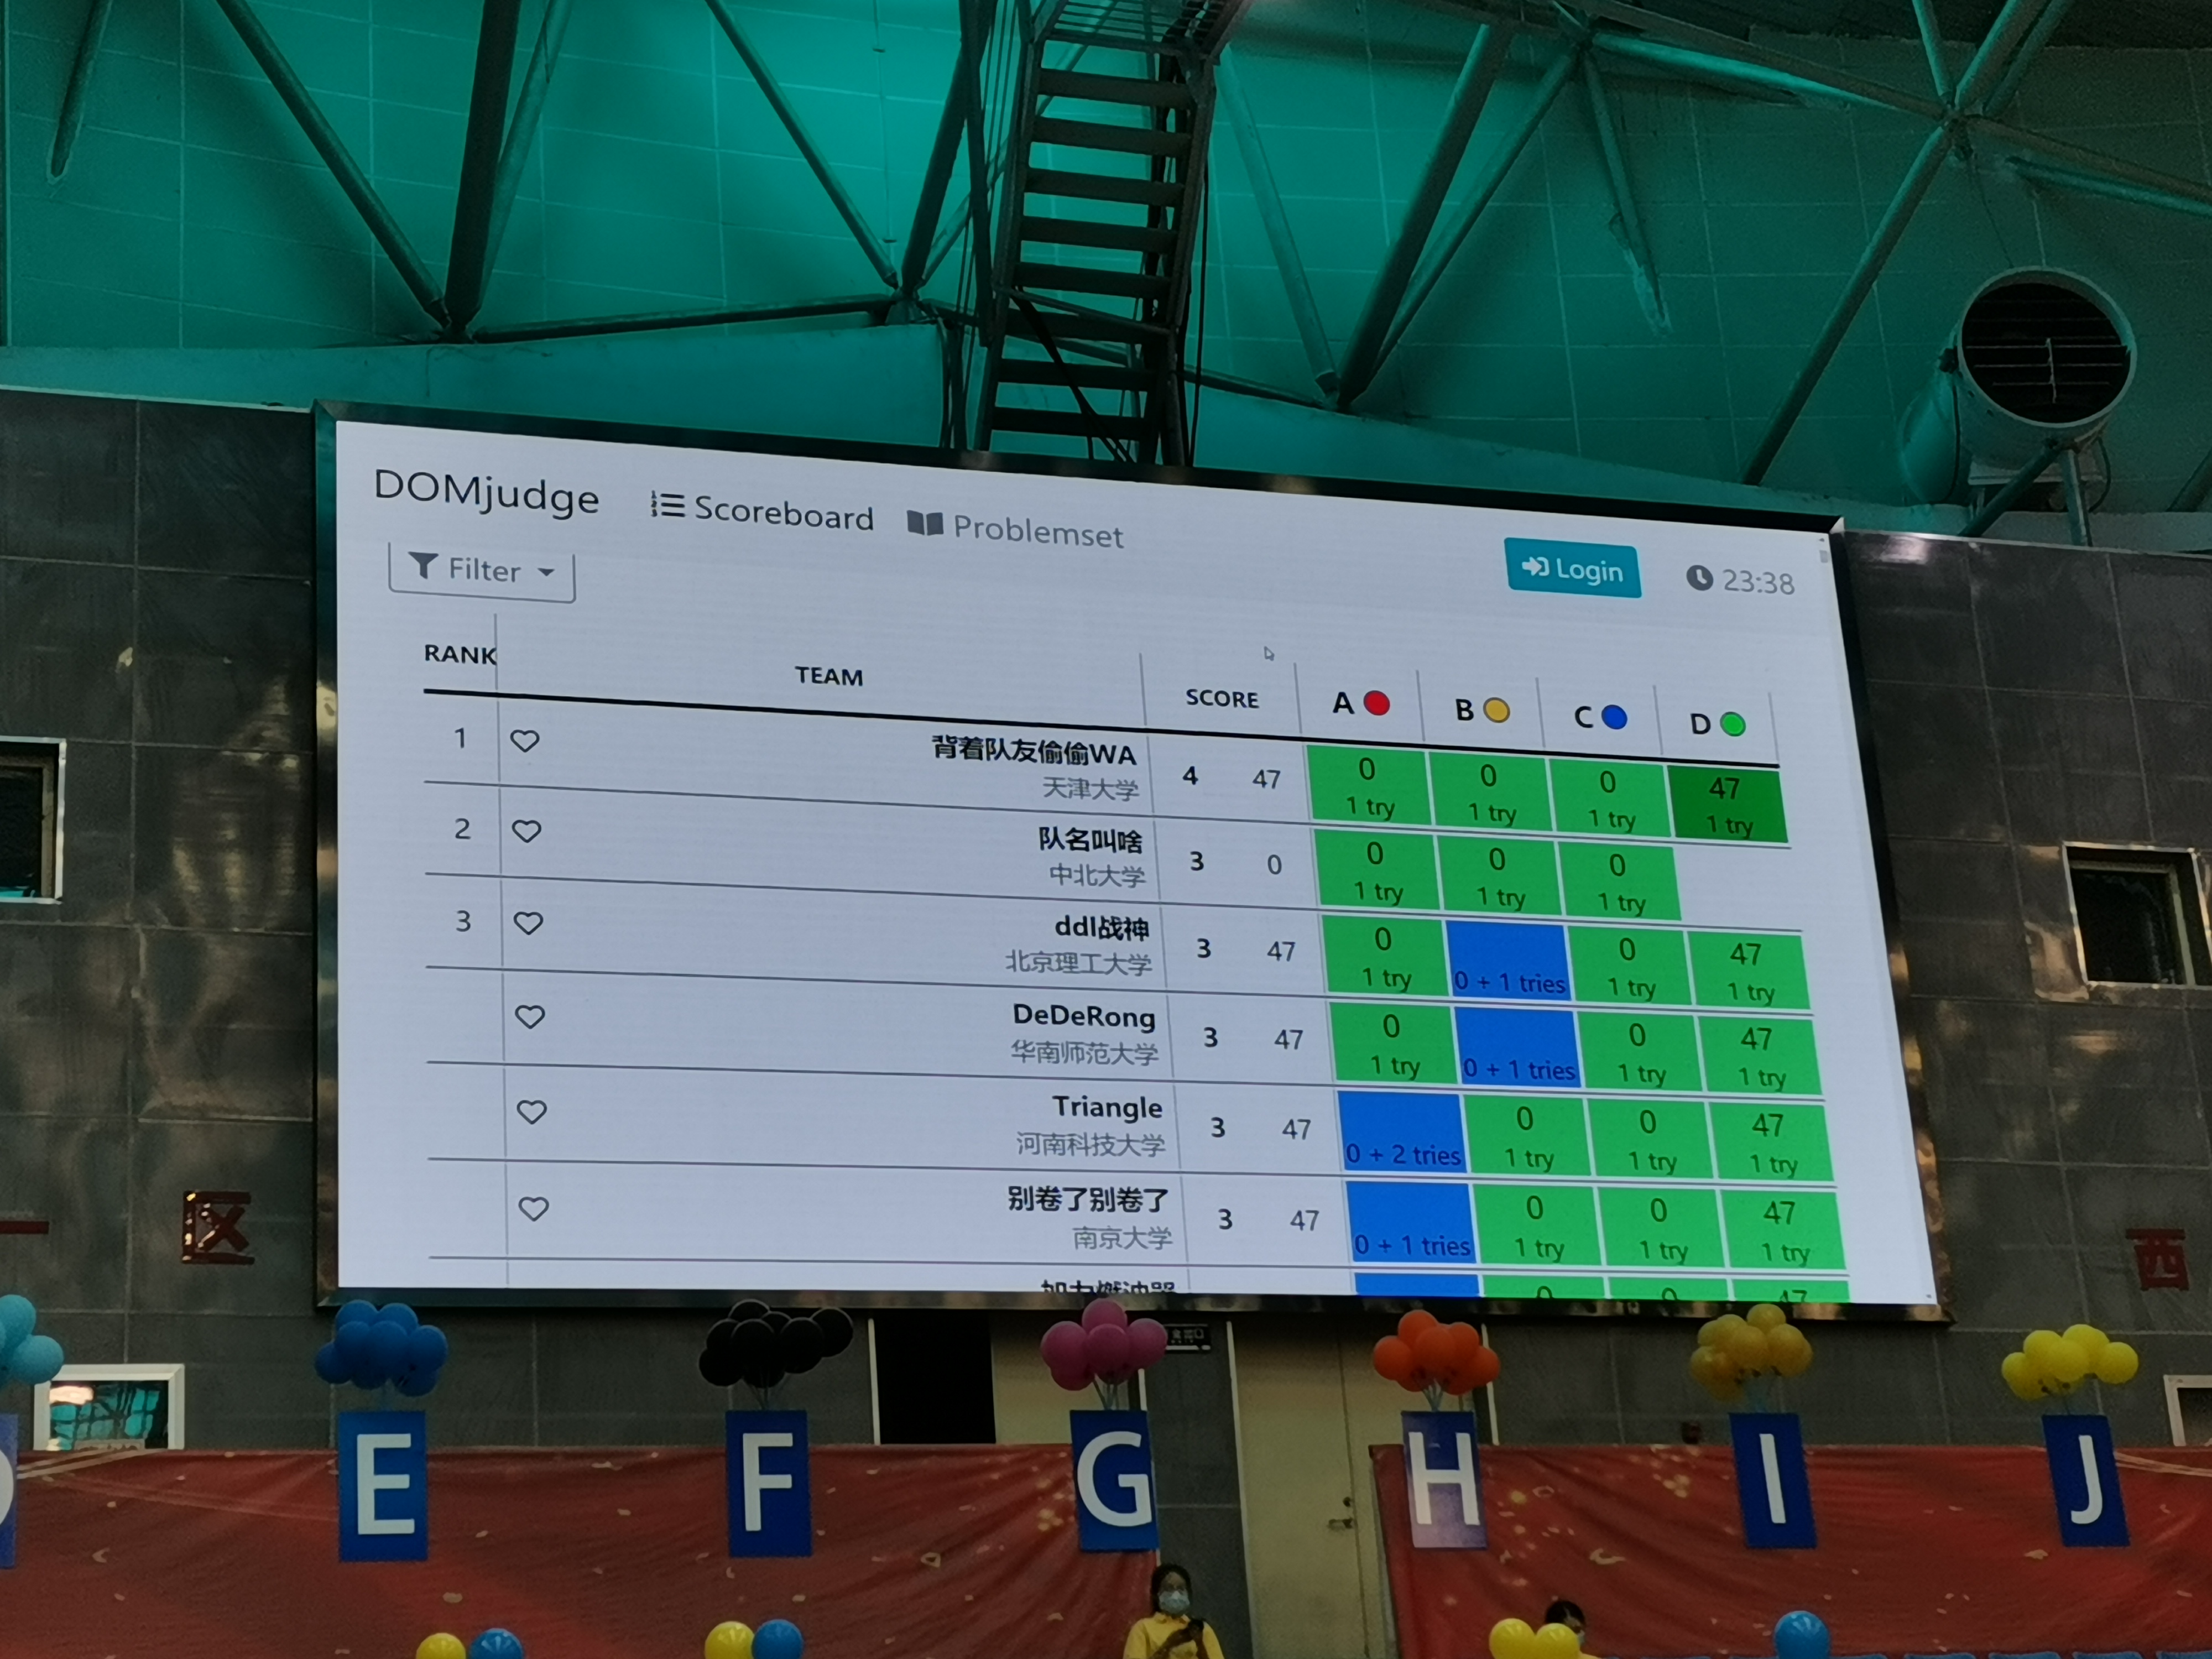 DOMjudge Scoreboard Problemset Login 23:38
Filter
RANK TEAM SCORE A B C D
1 背着队友偷偷WA 4 47 0 0 0 47
天津大学 1 try 1 try 1 try 1 try
2 队名叫啥 3 0 0 0 0
中北大学 1 try 1 try 1 try
3 ddl战神 3 47 0 0 47
北京理工大学 1 try 0 + 1 tries 1 try 1 try
DeDeRong 3 47 0 0 47
华南师范大学 1 try 0 + 1 tries 1 try 1 try
Triangle 3 47 0 0 47
河南科技大学 0 + 2 tries 1 try 1 try 1 try
别卷了别卷了 3 47 0 0 47
南京大学 0 + 1 tries 1 try 1 try 1 try
0 0 47
区
西
E F G H I J